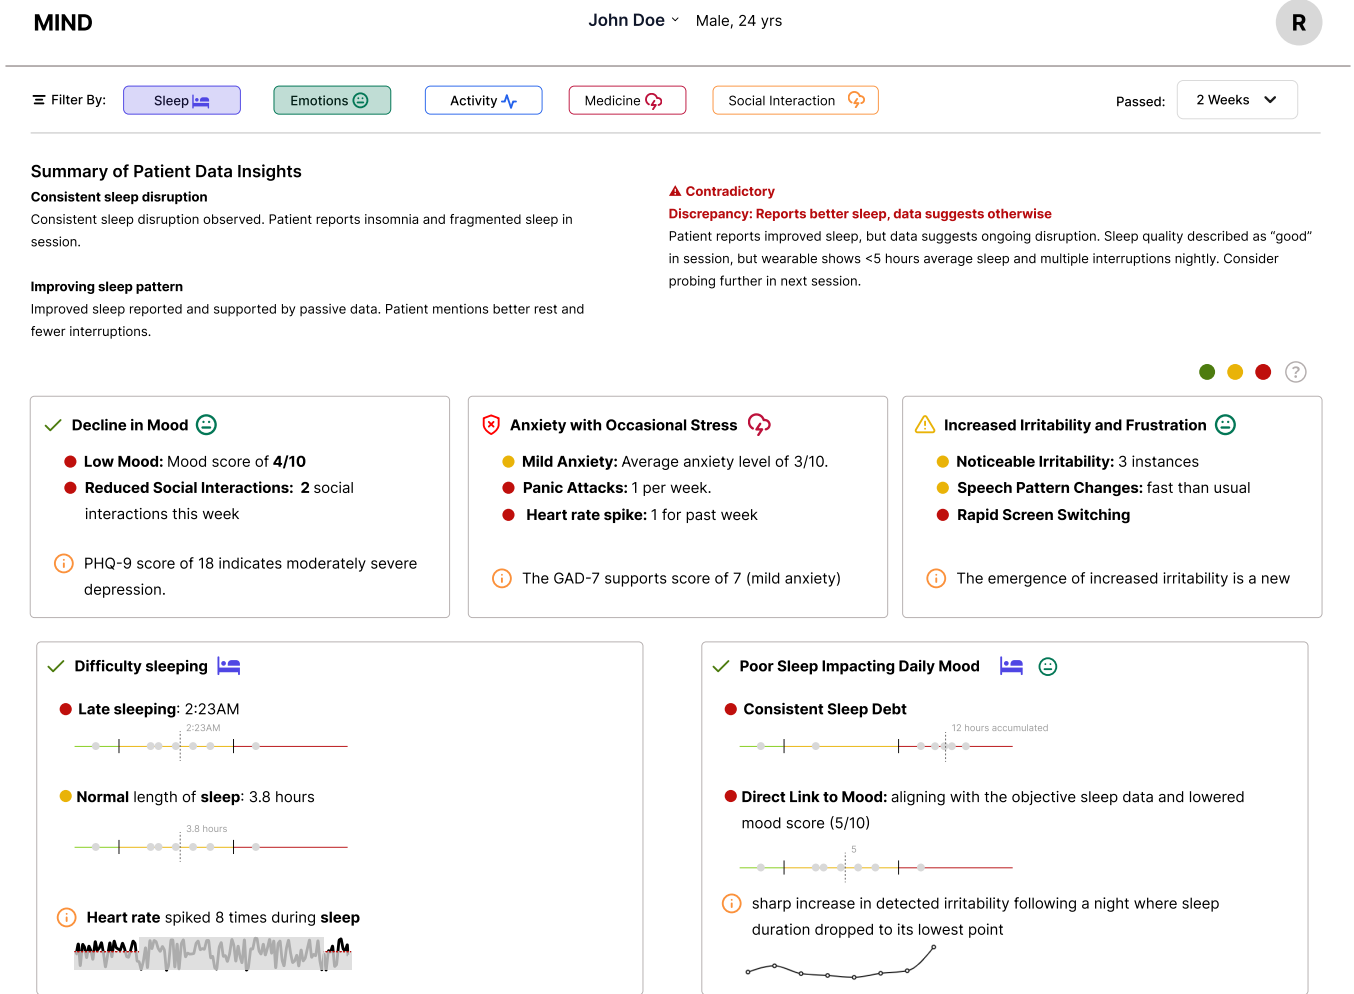 MIND
John Doe
Male, 24 yrs
R
Filter By:
Sleep
Emotions
Activity
Medicine
Social Interaction
Passed:
2 Weeks
Summary of Patient Data Insights
Consistent sleep disruption
Consistent sleep disruption observed. Patient reports insomnia and fragmented sleep in
session.
Improving sleep pattern
Improved sleep reported and supported by passive data. Patient mentions better rest and
fewer interruptions.
Contradictory
Discrepancy: Reports better sleep, data suggests otherwise
Patient reports improved sleep, but data suggests ongoing disruption. Sleep quality described as “good”
in session, but wearable shows <5 hours average sleep and multiple interruptions nightly. Consider
probing further in next session.
?
Decline in Mood
Low Mood: Mood score of 4/10
Reduced Social Interactions: 2 social
interactions this week
PHQ-9 score of 18 indicates moderately severe
depression.
Anxiety with Occasional Stress
Mild Anxiety: Average anxiety level of 3/10.
Panic Attacks: 1 per week.
Heart rate spike: 1 for past week
The GAD-7 supports score of 7 (mild anxiety)
Increased Irritability and Frustration
Noticeable Irritability: 3 instances
Speech Pattern Changes: fast than usual
Rapid Screen Switching
The emergence of increased irritability is a new
Difficulty sleeping
Late sleeping: 2:23AM
2:23AM
Normal length of sleep: 3.8 hours
3.8 hours
Heart rate spiked 8 times during sleep
Poor Sleep Impacting Daily Mood
Consistent Sleep Debt
12 hours accumulated
Direct Link to Mood: aligning with the objective sleep data and lowered
mood score (5/10)
5
sharp increase in detected irritability following a night where sleep
duration dropped to its lowest point